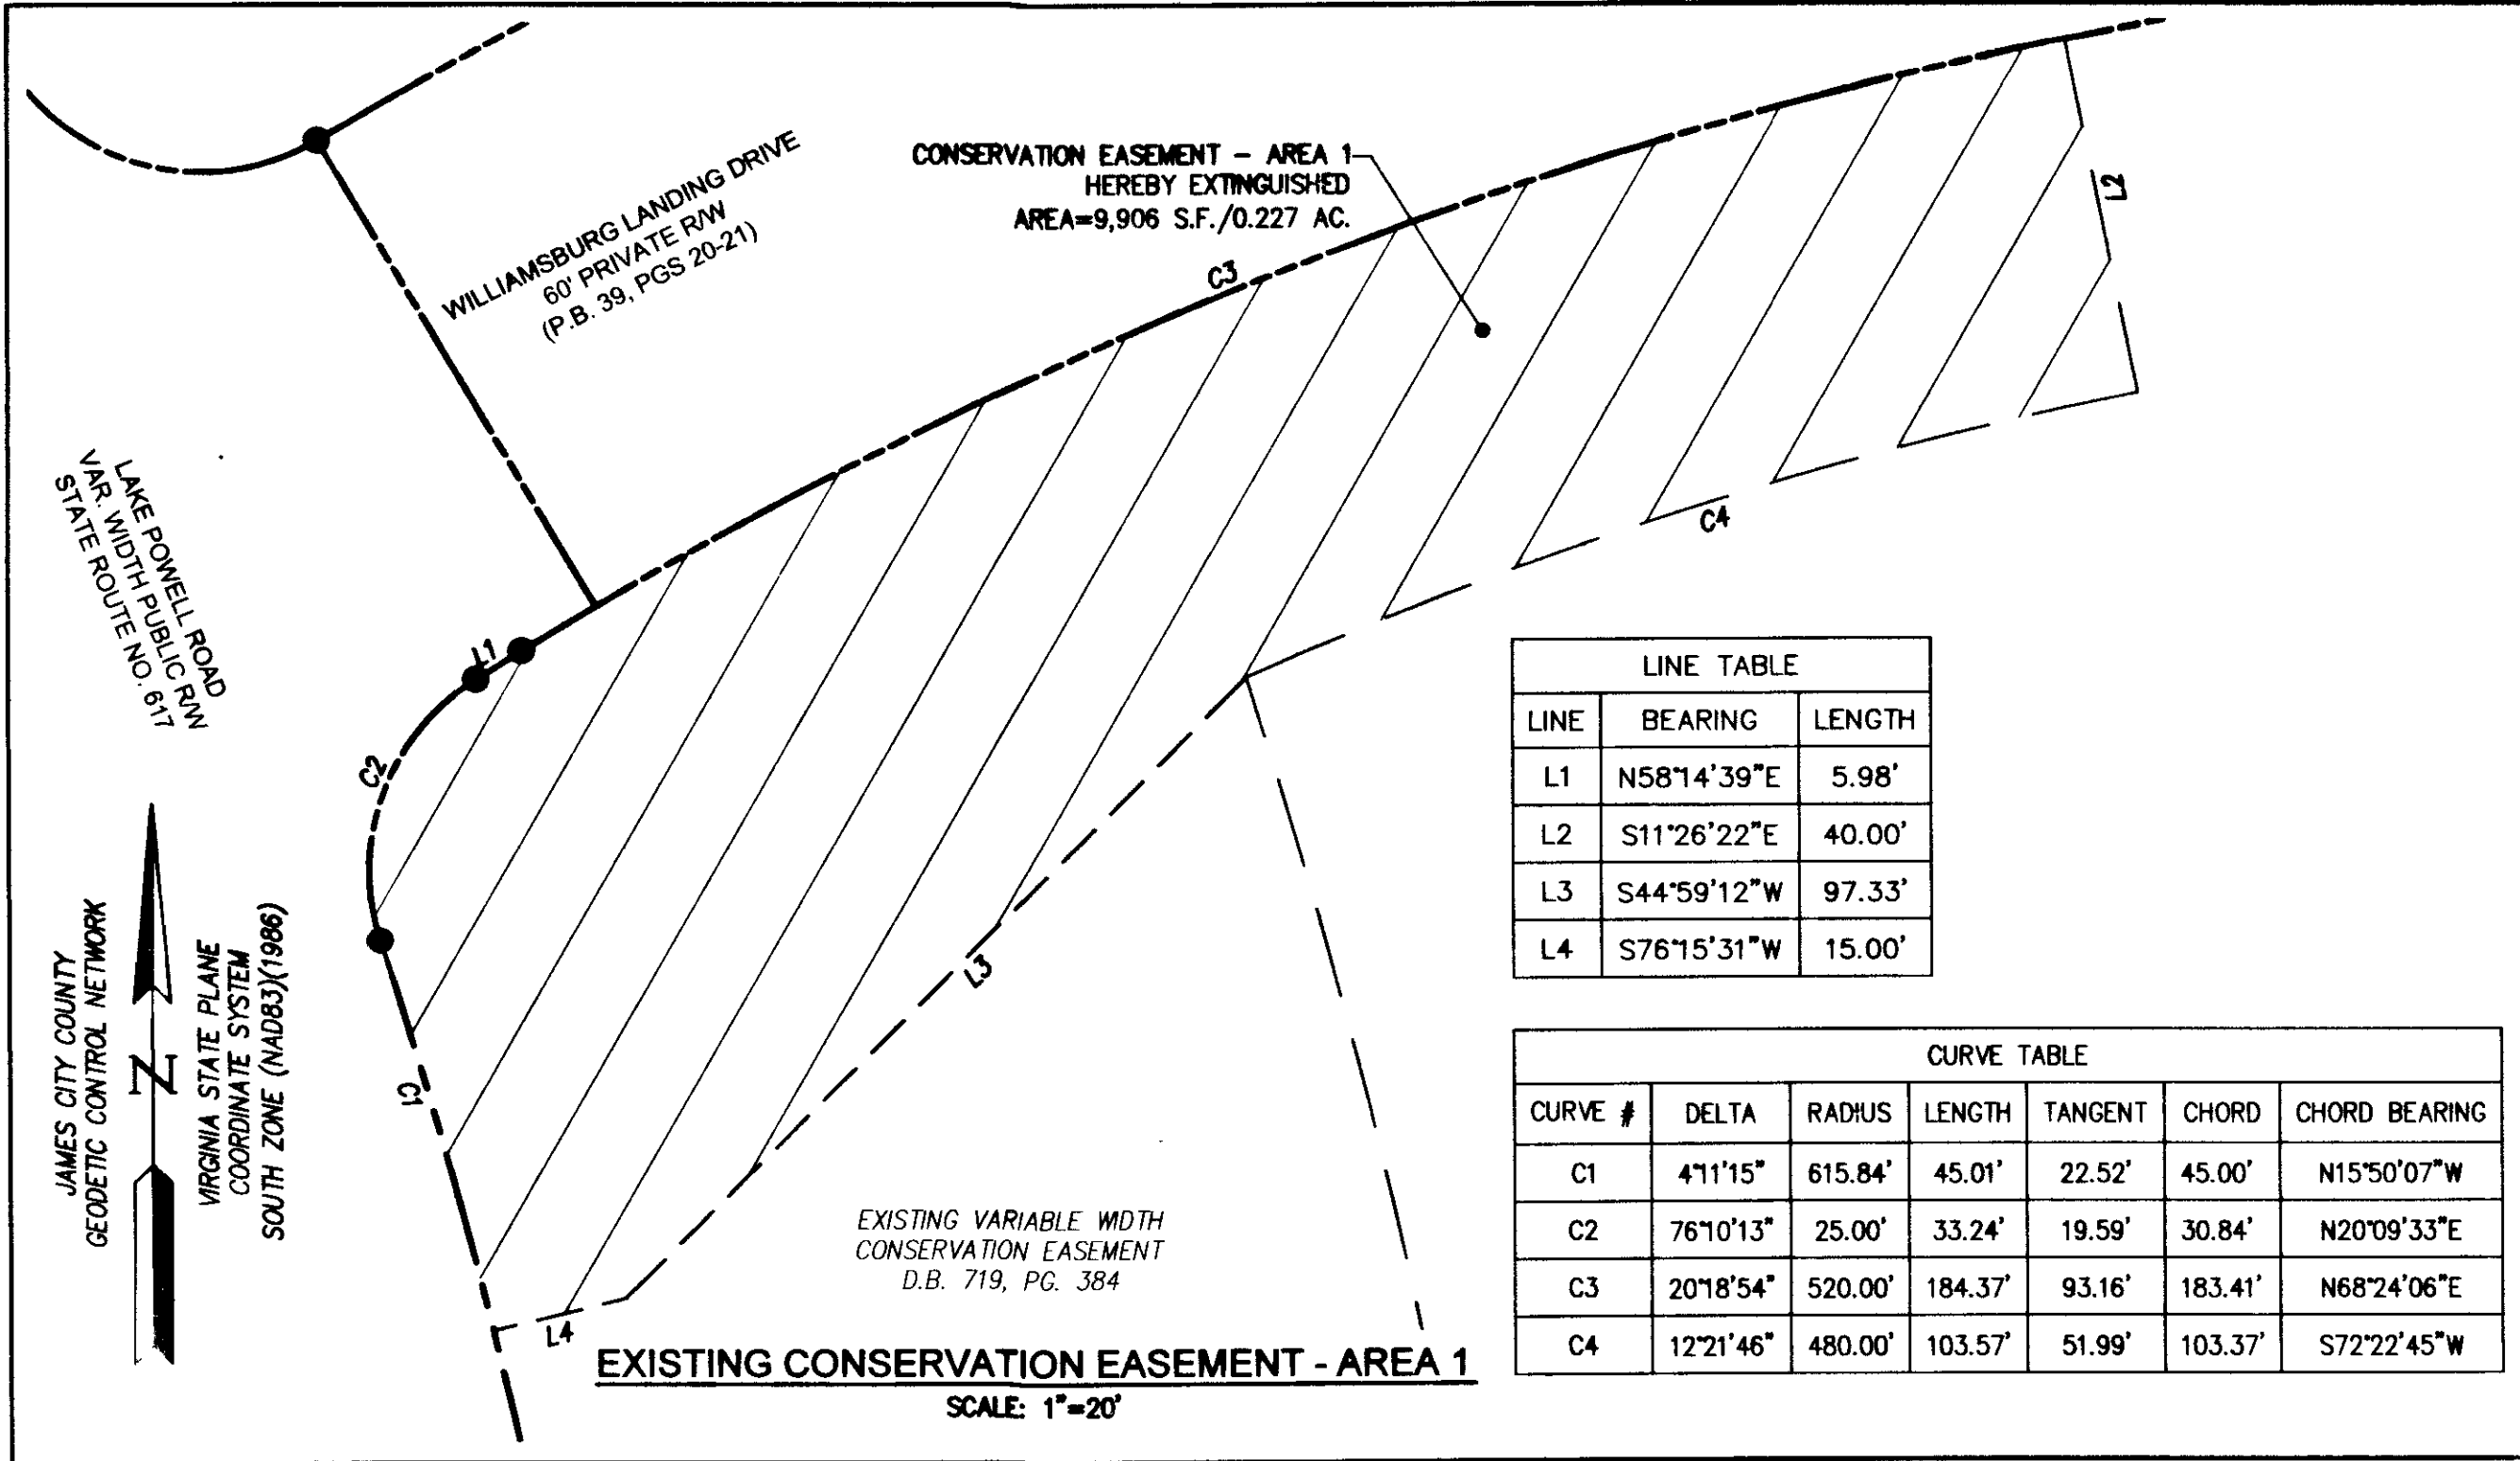 CONSERVATION EASEMENT - AREA 1
HEREBY EXTINGUISHED
AREA=9,906 S.F./0.227 AC.
WILLIAMSBURG LANDING DRIVE
60' PRIVATE R/W
(P.B. 39, PGS 20-21)
C3
L2
C4
LAKE POWELL ROAD
VAR. WIDTH PUBLIC R/W
STATE ROUTE NO. 617
L1
C2
C1
L3
L4
JAMES CITY COUNTY
GEODETIC CONTROL NETWORK
N
VIRGINIA STATE PLANE
COORDINATE SYSTEM
SOUTH ZONE (NAD83)(1986)
EXISTING VARIABLE WIDTH
CONSERVATION EASEMENT
D.B. 719, PG. 384
EXISTING CONSERVATION EASEMENT - AREA 1
SCALE: 1"=20'
LINE TABLE
LINE BEARING LENGTH
L1 N58°14'39"E 5.98'
L2 S11°26'22"E 40.00'
L3 S44°59'12"W 97.33'
L4 S76°15'31"W 15.00'
CURVE TABLE
CURVE # DELTA RADIUS LENGTH TANGENT CHORD CHORD BEARING
C1 4°11'15" 615.84' 45.01' 22.52' 45.00' N15°50'07"W
C2 76°10'13" 25.00' 33.24' 19.59' 30.84' N20°09'33"E
C3 20°18'54" 520.00' 184.37' 93.16' 183.41' N68°24'06"E
C4 12°21'46" 480.00' 103.57' 51.99' 103.37' S72°22'45"W